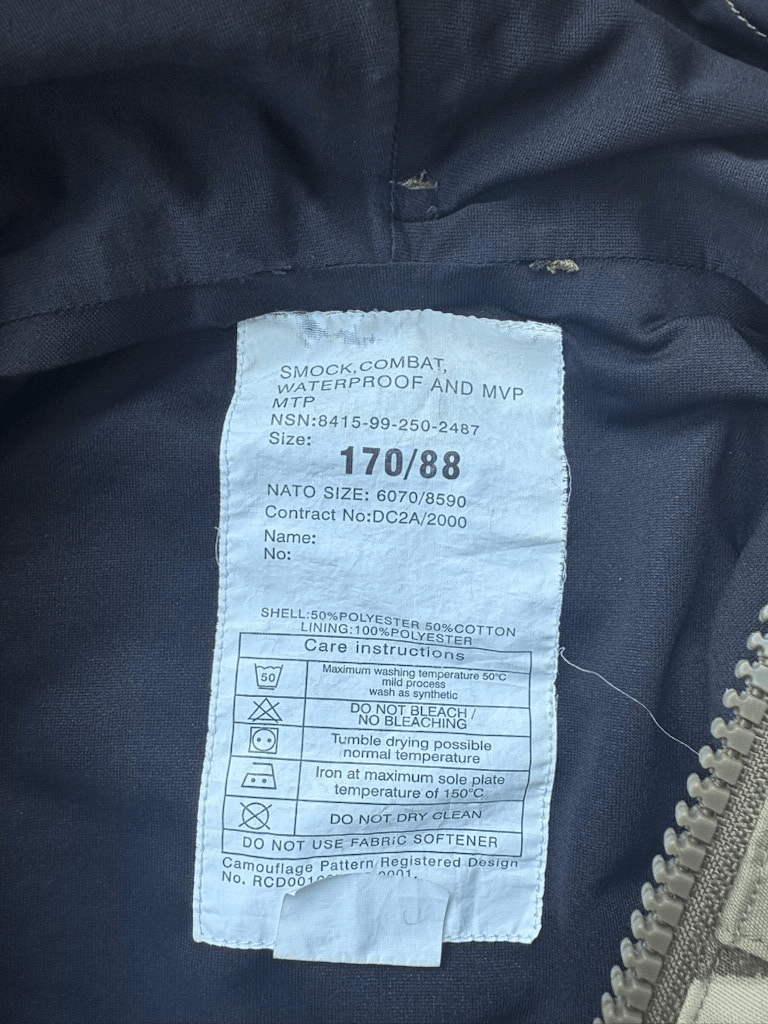 SMOCK,COMBAT,
WATERPROOF AND MVP
MTP
NSN:8415-99-250-2487
Size:
170/88
NATO SIZE: 6070/8590
Contract No:DC2A/2000
Name:
No:
SHELL:50%POLYESTER 50%COTTON
LINING:100%POLYESTER
Care instructions
50
Maximum washing temperature 50°C
mild process
wash as synthetic
DO NOT BLEACH /
NO BLEACHING
Tumble drying possible
normal temperature
Iron at maximum sole plate
temperature of 150°C
DO NOT DRY CLEAN
DO NOT USE FABRiC SOFTENER
Camouflage Pattern Registered Design
No.